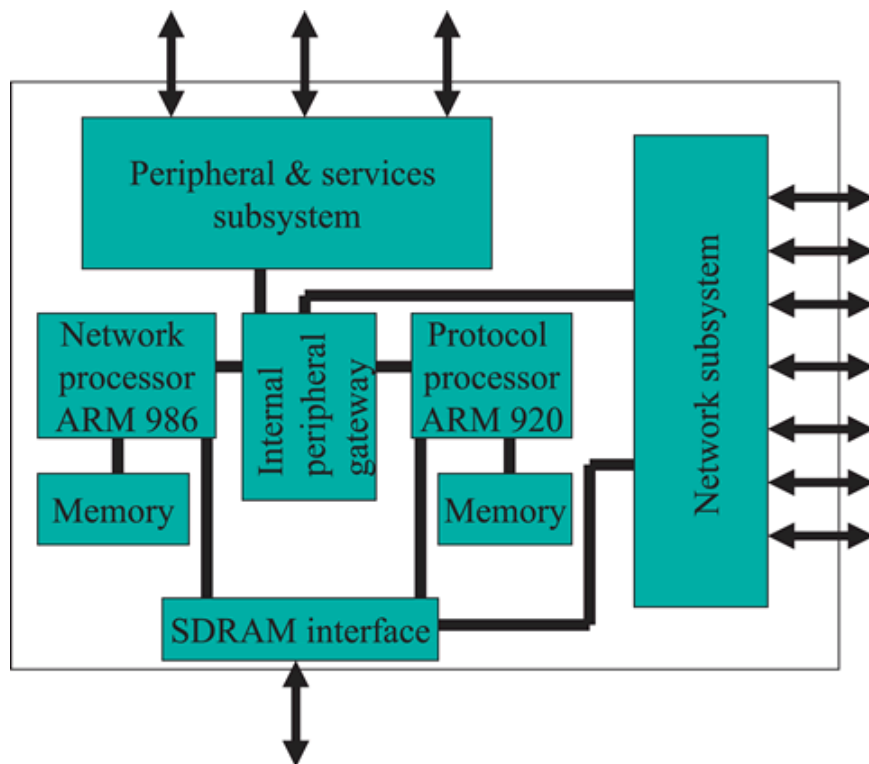 Peripheral & services
subsystem
Network
processor
ARM 986
Internal
peripheral
gateway
Protocol
processor
ARM 920
Network subsystem
Memory
Memory
SDRAM interface